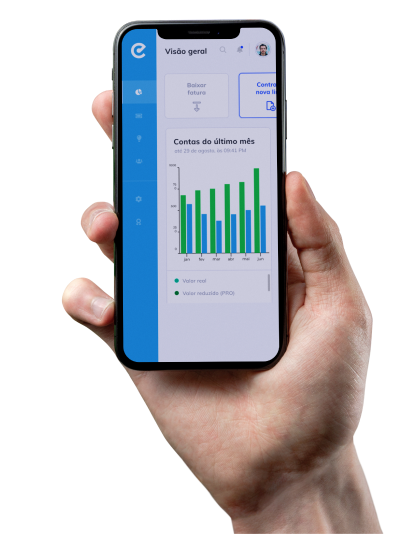 Visão geral
Baixar
fatura
Contra
nova li
Contas do último mês
até 29 de agosto, às 09:41 PM
jan fev mar abr mai jun
Valor real
Valor reduzido (PRO)